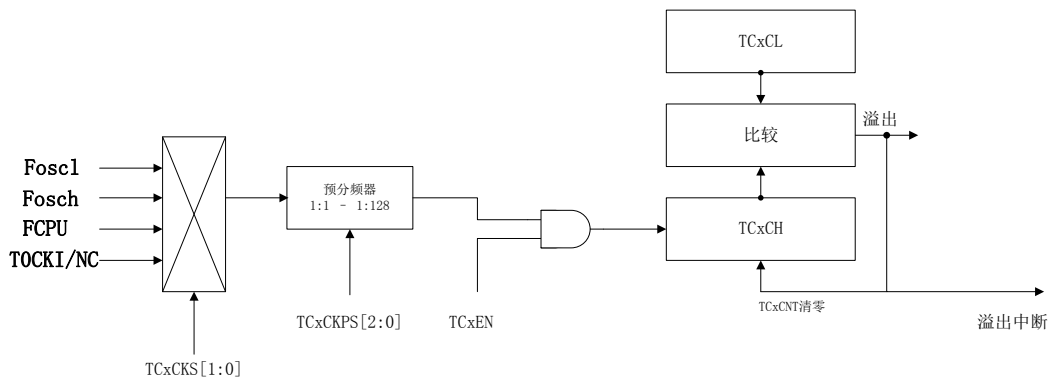 TCxCL
比较
溢出
Foscl
Fosch
FCPU
T0CKI/NC
预分频器
1:1 - 1:128
TCxCH
TCxCKPS[2:0]
TCxEN
TCxCNT清零
溢出中断
TCxCKS[1:0]